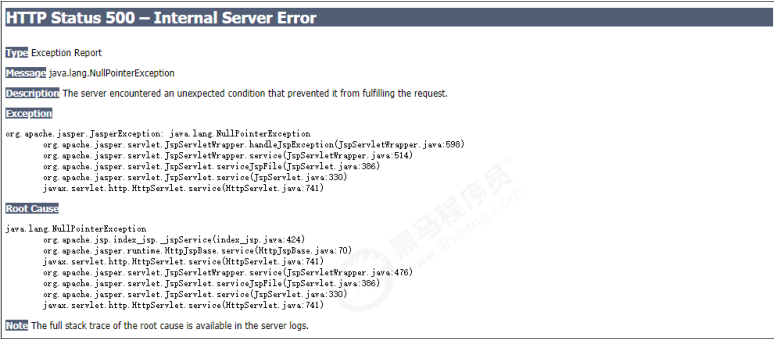 HTTP Status 500 – Internal Server Error
Type Exception Report
Message java.lang.NullPointerException
Description The server encountered an unexpected condition that prevented it from fulfilling the request.
Exception
org.apache.jasper.JasperException: java.lang.NullPointerException
org.apache.jasper.servlet.JspServletWrapper.handleJspException(JspServletWrapper.java:598)
org.apache.jasper.servlet.JspServletWrapper.service(JspServletWrapper.java:514)
org.apache.jasper.servlet.JspServlet.serviceJspFile(JspServlet.java:386)
org.apache.jasper.servlet.JspServlet.service(JspServlet.java:330)
javax.servlet.http.HttpServlet.service(HttpServlet.java:741)
Root Cause
java.lang.NullPointerException
org.apache.jsp.index_jsp._jspService(index_jsp.java:424)
org.apache.jasper.runtime.HttpJspBase.service(HttpJspBase.java:70)
javax.servlet.http.HttpServlet.service(HttpServlet.java:741)
org.apache.jasper.servlet.JspServletWrapper.service(JspServletWrapper.java:476)
org.apache.jasper.servlet.JspServlet.serviceJspFile(JspServlet.java:386)
org.apache.jasper.servlet.JspServlet.service(JspServlet.java:330)
javax.servlet.http.HttpServlet.service(HttpServlet.java:741)
Note The full stack trace of the root cause is available in the server logs.
黑马程序员
www.itheima.com